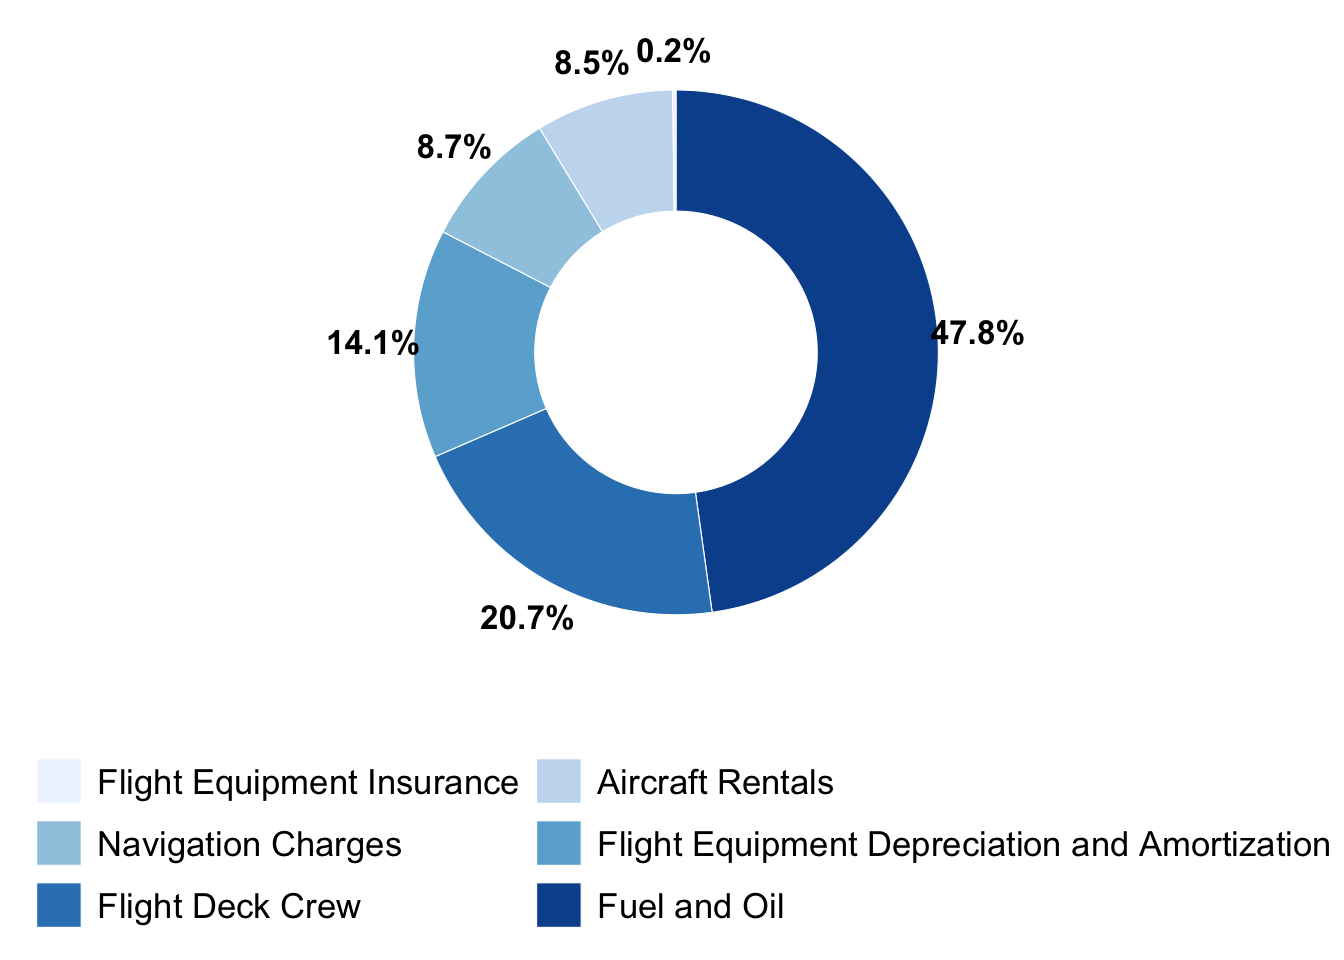 8.5% 0.2%
8.7%
47.8%
14.1%
20.7%
Flight Equipment Insurance
Aircraft Rentals
Navigation Charges
Flight Equipment Depreciation and Amortization
Flight Deck Crew
Fuel and Oil